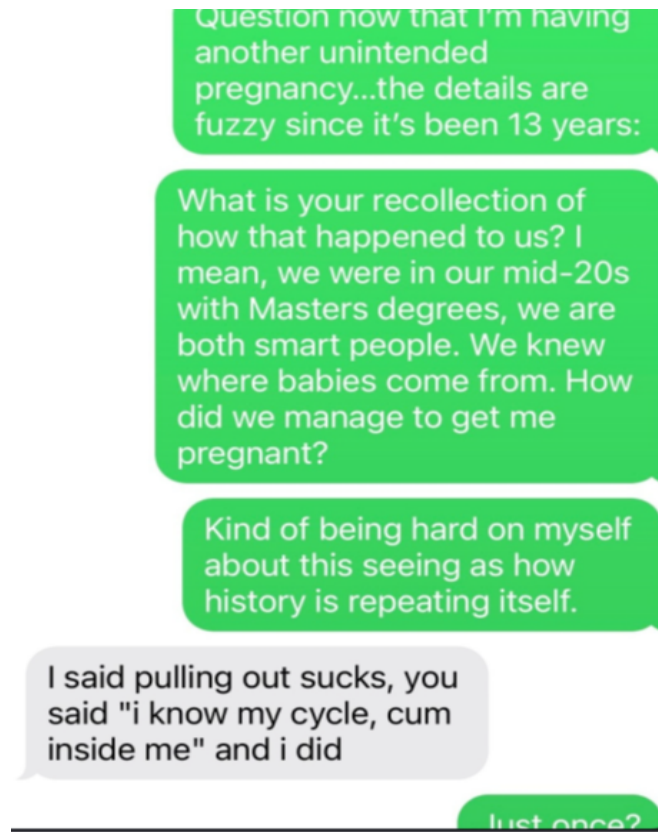 Question now that I'm having
another unintended
pregnancy...the details are
fuzzy since it's been 13 years:
What is your recollection of
how that happened to us? I
mean, we were in our mid-20s
with Masters degrees, we are
both smart people. We knew
where babies come from. How
did we manage to get me
pregnant?
Kind of being hard on myself
about this seeing as how
history is repeating itself.
I said pulling out sucks, you
said "i know my cycle, cum
inside me" and i did
Just once?